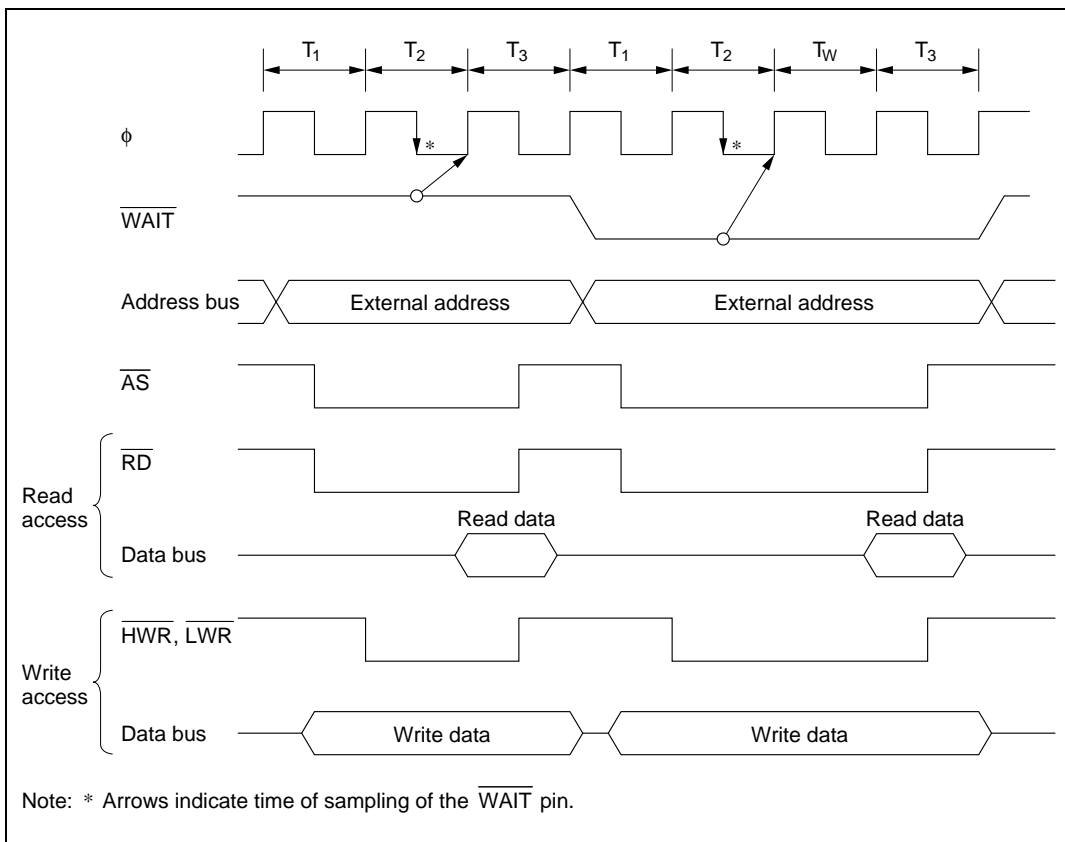 T1 T2 T3 T1 T2 TW T3
ϕ
* *
WAIT
Address bus External address External address
AS
Read access
RD
Read data Read data
Data bus
Write access
HWR, LWR
Data bus Write data Write data
Note: * Arrows indicate time of sampling of the WAIT pin.